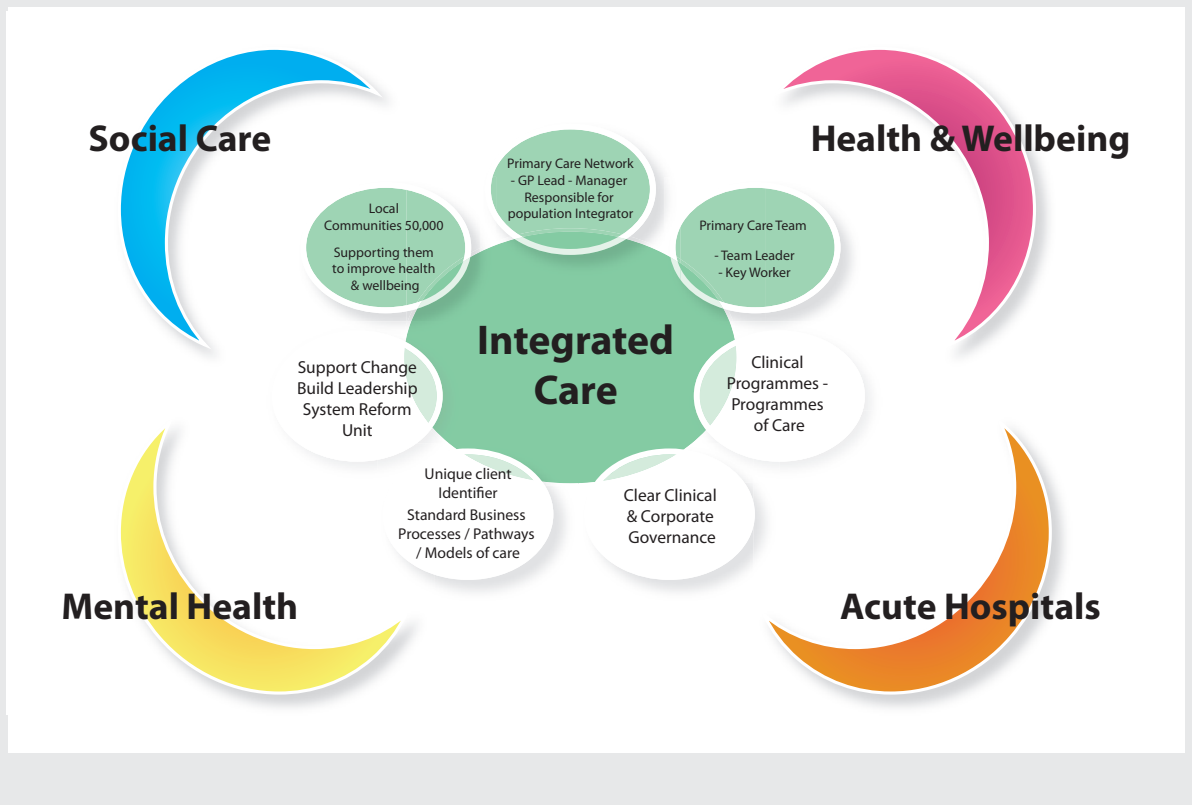 Social Care
Health & Wellbeing
Primary Care Network
- GP Lead - Manager
Responsible for
population Integrator
Local
Communities 50,000
Supporting them
to improve health
& wellbeing
Primary Care Team
- Team Leader
- Key Worker
Integrated
Care
Support Change
Build Leadership
System Reform
Unit
Clinical
Programmes -
Programmes
of Care
Unique client
Identifier
Standard Business
Processes / Pathways
/ Models of care
Clear Clinical
& Corporate
Governance
Mental Health
Acute Hospitals